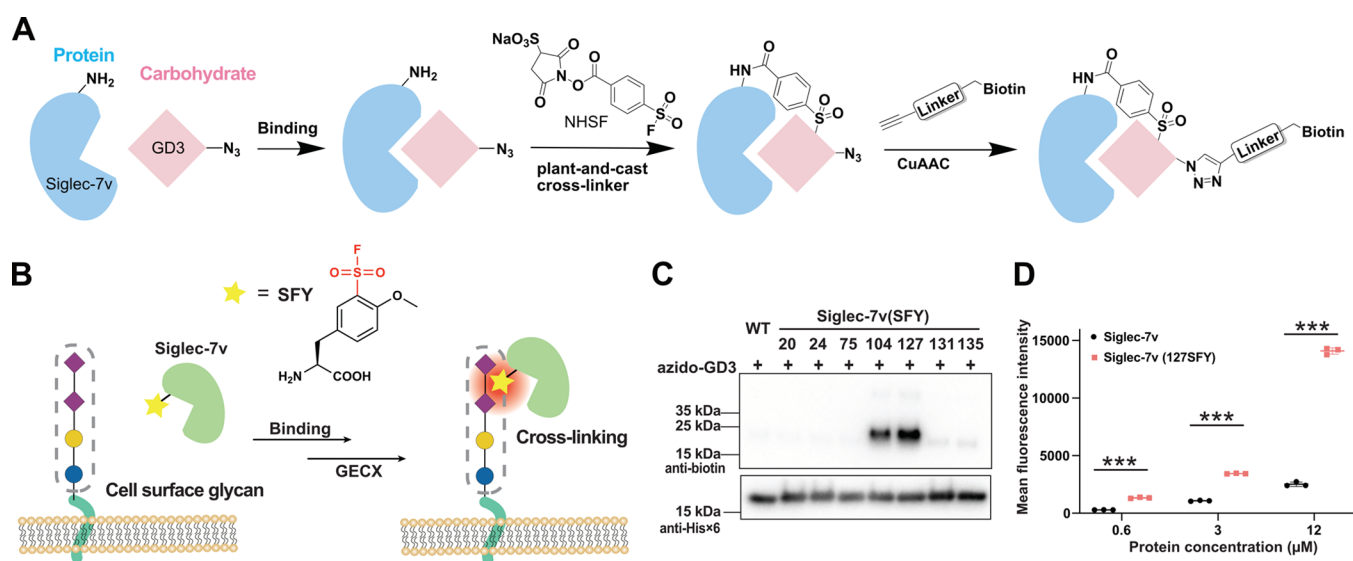 A
Protein
NH2
Carbohydrate
GD3
N3
Siglec-7v
Binding
NH2
N3
NaO3S
O
N
O
O
O
S
O
O
F
NHSF
plant-and-cast
cross-linker
HN
O
S
O
O
N3
Linker
Biotin
CuAAC
HN
O
S
O
O
N
N=N
Linker
Biotin
B
= SFY
F
O=S=O
O
H2N
COOH
Siglec-7v
Binding
GECX
Cell surface glycan
Cross-linking
C
Siglec-7v(SFY)
WT 20 24 75 104 127 131 135
azido-GD3 + + + + + + + +
35 kDa
25 kDa
15 kDa
anti-biotin
15 kDa
anti-His×6
D
Mean fluorescence intensity
15000
10000
5000
0
Siglec-7v
Siglec-7v (127SFY)
***
***
***
0.6 3 12
Protein concentration (μM)